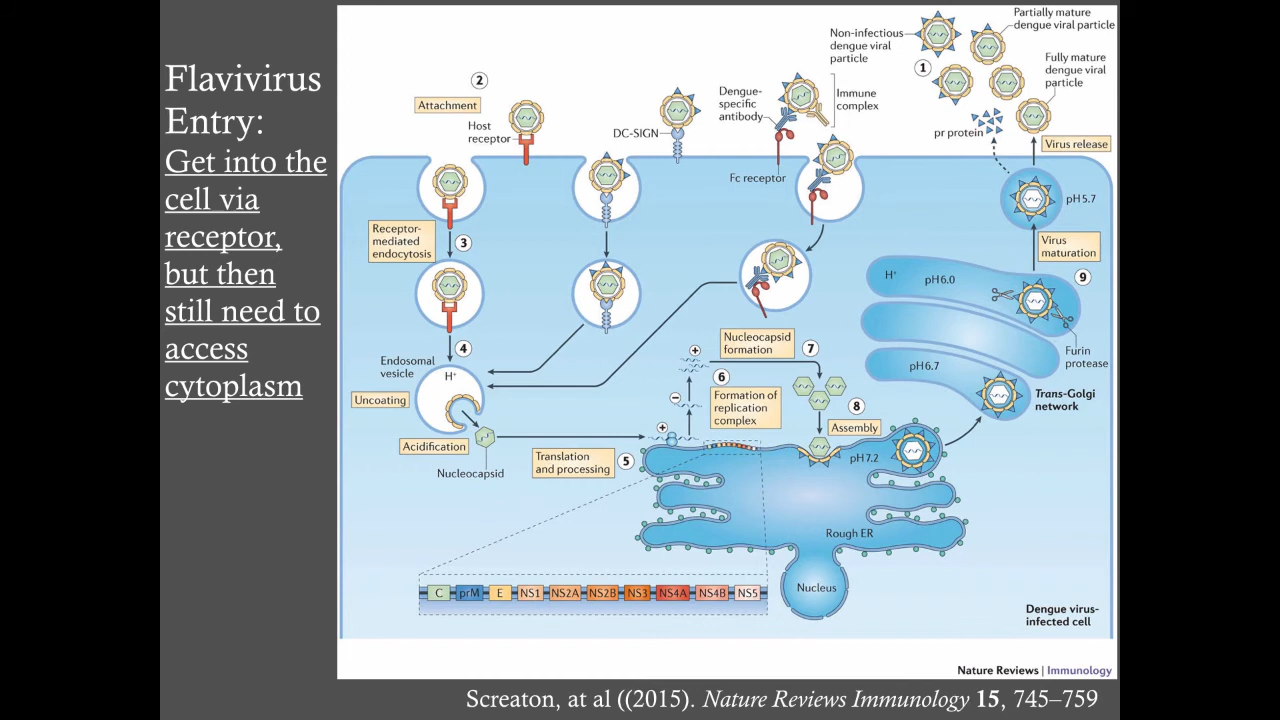 Flavivirus
Entry:
Get into the
cell via
receptor,
but then
still need to
access
cytoplasm
Non-infectious
dengue viral
particle
Partially mature
dengue viral particle
1
Fully mature
dengue viral
particle
2
Attachment
Host
receptor
DC-SIGN
Dengue-
specific
antibody
Immune
complex
Fc receptor
pr protein
Virus release
pH 5.7
Receptor-
mediated
endocytosis
3
Virus
maturation
9
H+
pH 6.0
Furin
protease
pH 6.7
Trans-Golgi
network
4
Endosomal
vesicle
H+
Uncoating
Acidification
Nucleocapsid
Translation
and processing
5
+
−
+
6
Formation of
replication
complex
Nucleocapsid
formation
7
8
Assembly
pH 7.2
Rough ER
Nucleus
C prM E NS1 NS2A NS2B NS3 NS4A NS4B NS5
Dengue virus-
infected cell
Nature Reviews | Immunology
Screaton, at al ((2015). Nature Reviews Immunology 15, 745–759